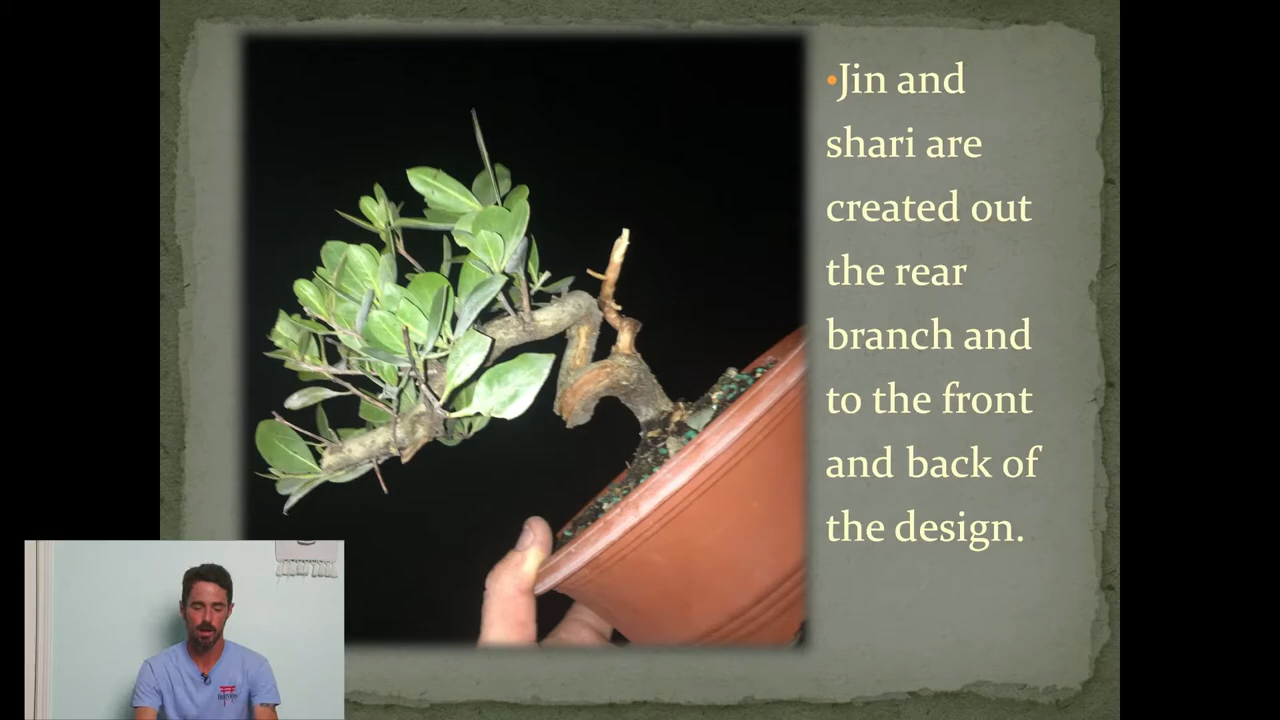 •Jin and
shari are
created out
the rear
branch and
to the front
and back of
the design.